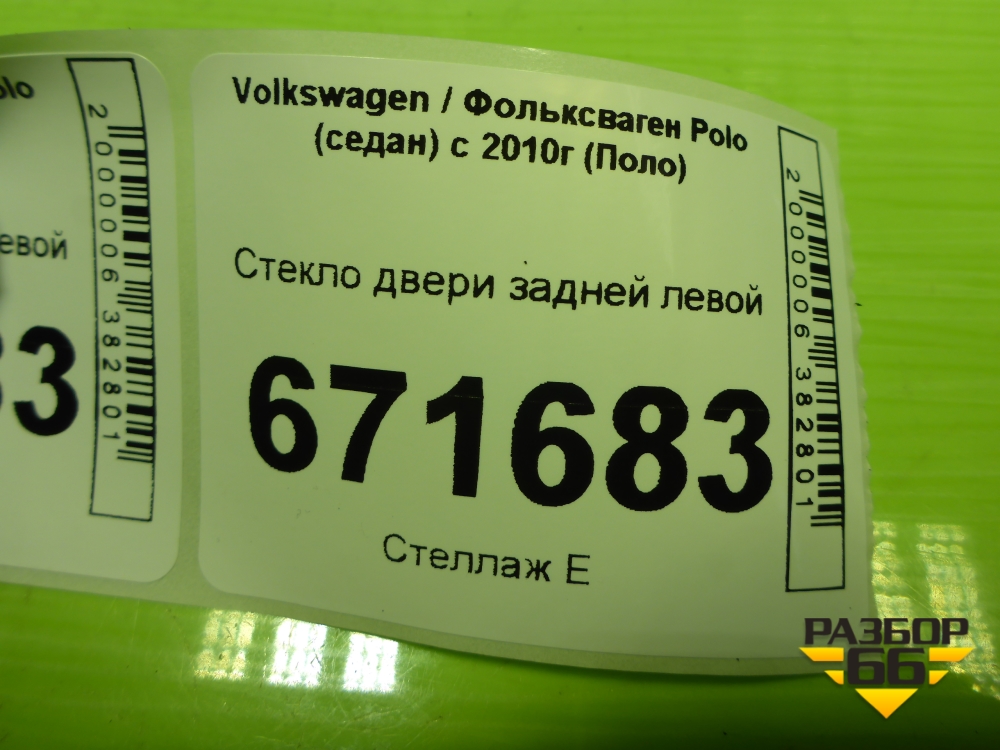 olo
2000006382801
евой
3
Volkswagen / Фольксваген Polo
(седан) с 2010г (Поло)
Стекло двери задней левой
671683
Стеллаж Е
2000006382801
РАЗБОР
66